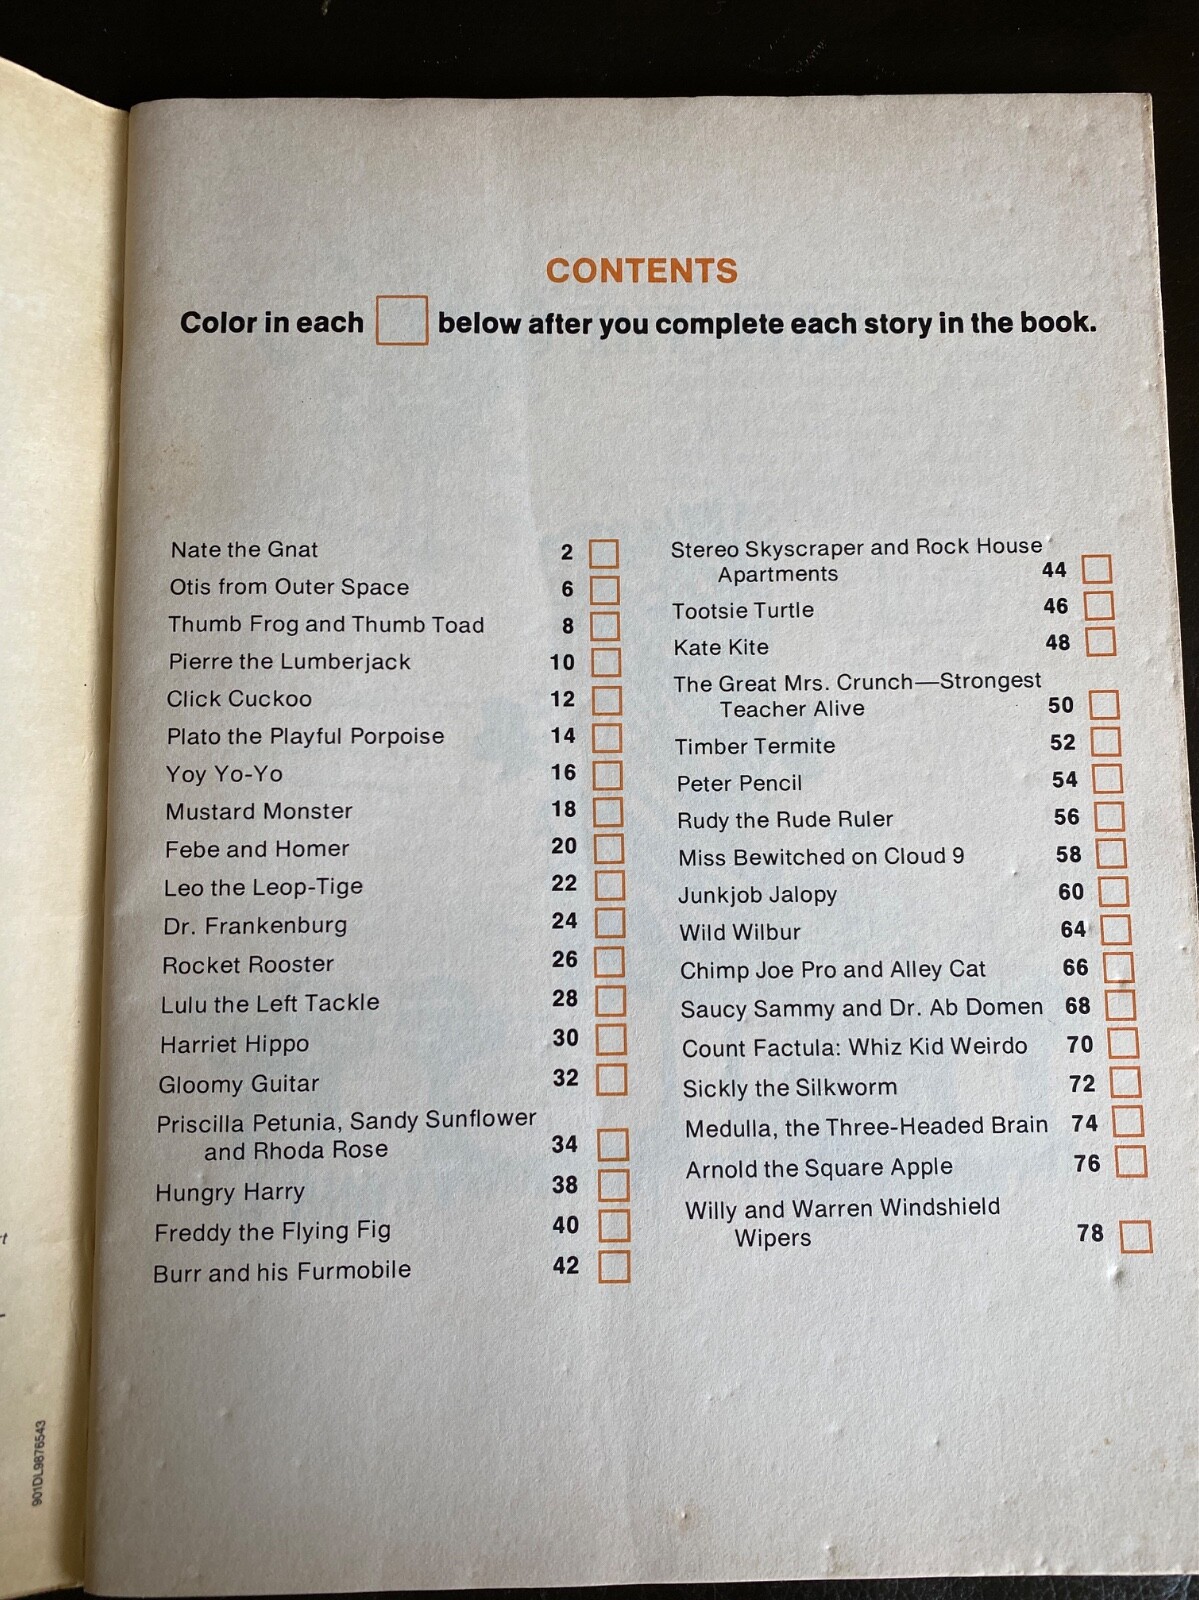 CONTENTS
Color in each below after you complete each story in the book.
Nate the Gnat 2
Otis from Outer Space 6
Thumb Frog and Thumb Toad 8
Pierre the Lumberjack 10
Click Cuckoo 12
Plato the Playful Porpoise 14
Yoy Yo-Yo 16
Mustard Monster 18
Febe and Homer 20
Leo the Leop-Tige 22
Dr. Frankenburg 24
Rocket Rooster 26
Lulu the Left Tackle 28
Harriet Hippo 30
Gloomy Guitar 32
Priscilla Petunia, Sandy Sunflower
and Rhoda Rose 34
Hungry Harry 38
Freddy the Flying Fig 40
Burr and his Furmobile 42
Stereo Skyscraper and Rock House
Apartments 44
Tootsie Turtle 46
Kate Kite 48
The Great Mrs. Crunch—Strongest
Teacher Alive 50
Timber Termite 52
Peter Pencil 54
Rudy the Rude Ruler 56
Miss Bewitched on Cloud 9 58
Junkjob Jalopy 60
Wild Wilbur 64
Chimp Joe Pro and Alley Cat 66
Saucy Sammy and Dr. Ab Domen 68
Count Factula: Whiz Kid Weirdo 70
Sickly the Silkworm 72
Medulla, the Three-Headed Brain 74
Arnold the Square Apple 76
Willy and Warren Windshield
Wipers 78
901DL9876543